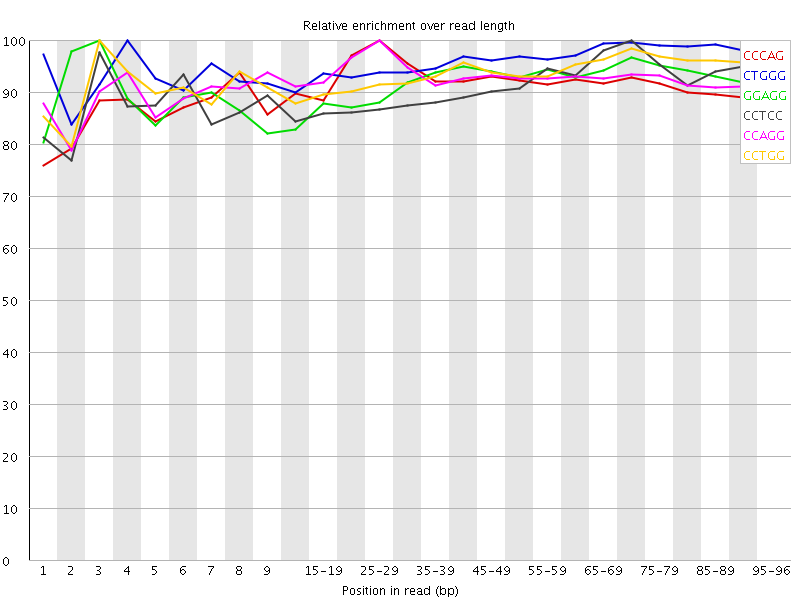 Relative enrichment over read length
100
90
80
70
60
50
40
30
20
10
0
CCCAG
CTGGG
GGAGG
CCTCC
CCAGG
CCTGG
1 2 3 4 5 6 7 8 9 15-19 25-29 35-39 45-49 55-59 65-69 75-79 85-89 95-96
Position in read (bp)